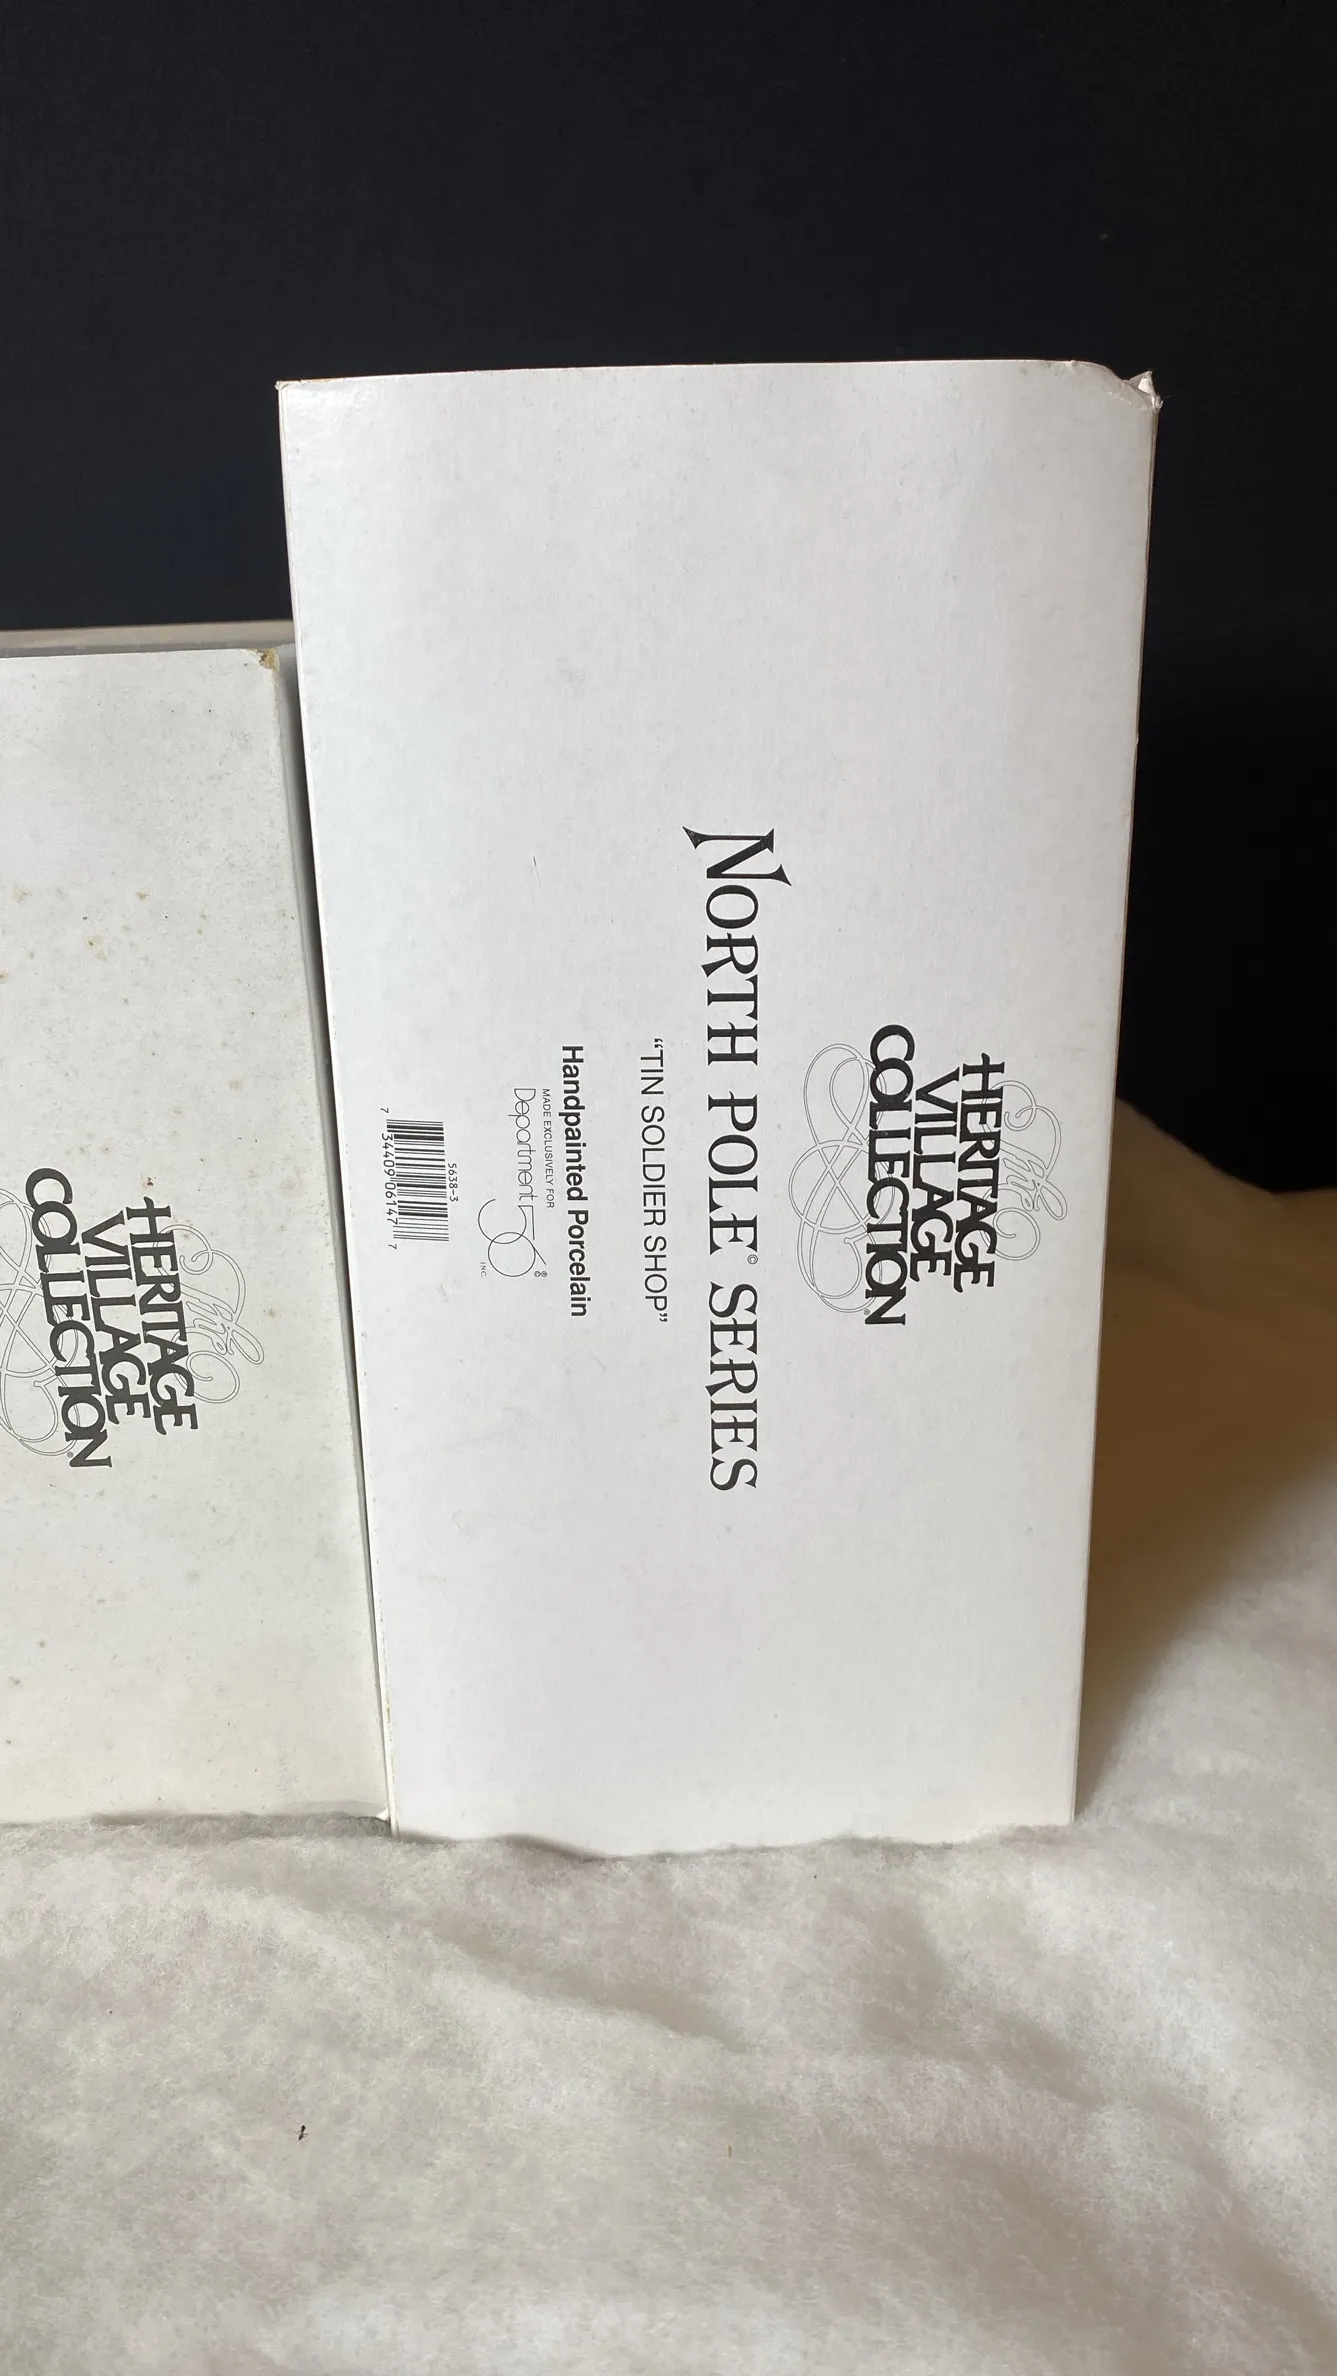 The
HERITAGE
VILLAGE
COLLECTION®
NORTH POLE© SERIES
“TIN SOLDIER SHOP”
Handpainted Porcelain
MADE EXCLUSIVELY FOR
Department 56®
INC.
5638-3
7 34409 06147 7
The
HERITAGE
VILLAGE
COLLECTION®